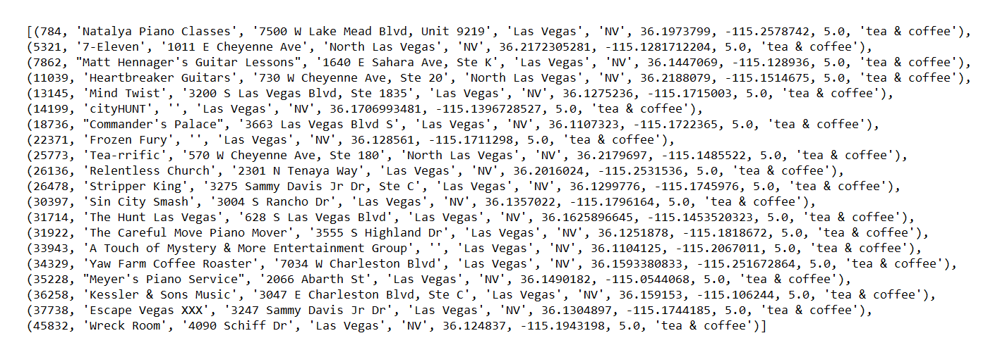 [(784, 'Natalya Piano Classes', '7500 W Lake Mead Blvd, Unit 9219', 'Las Vegas', 'NV', 36.1973799, -115.2578742, 5.0, 'tea & coffee'),
(5321, '7-Eleven', '1011 E Cheyenne Ave', 'North Las Vegas', 'NV', 36.2172305281, -115.1281712204, 5.0, 'tea & coffee'),
(7862, "Matt Hennager's Guitar Lessons", '1640 E Sahara Ave, Ste K', 'Las Vegas', 'NV', 36.1447069, -115.128936, 5.0, 'tea & coffee'),
(11039, 'Heartbreaker Guitars', '730 W Cheyenne Ave, Ste 20', 'North Las Vegas', 'NV', 36.2188079, -115.1514675, 5.0, 'tea & coffee'),
(13145, 'Mind Twist', '3200 S Las Vegas Blvd, Ste 1835', 'Las Vegas', 'NV', 36.1275236, -115.1715003, 5.0, 'tea & coffee'),
(14199, 'cityHUNT', '', 'Las Vegas', 'NV', 36.1706993481, -115.1396728527, 5.0, 'tea & coffee'),
(18736, "Commander's Palace", '3663 Las Vegas Blvd S', 'Las Vegas', 'NV', 36.1107323, -115.1722365, 5.0, 'tea & coffee'),
(22371, 'Frozen Fury', '', 'Las Vegas', 'NV', 36.128561, -115.1711298, 5.0, 'tea & coffee'),
(25773, 'Tea-rrific', '570 W Cheyenne Ave, Ste 180', 'North Las Vegas', 'NV', 36.2179697, -115.1485522, 5.0, 'tea & coffee'),
(26136, 'Relentless Church', '2301 N Tenaya Way', 'Las Vegas', 'NV', 36.2016024, -115.2531536, 5.0, 'tea & coffee'),
(26478, 'Stripper King', '3275 Sammy Davis Jr Dr, Ste C', 'Las Vegas', 'NV', 36.1299776, -115.1745976, 5.0, 'tea & coffee'),
(30397, 'Sin City Smash', '3004 S Rancho Dr', 'Las Vegas', 'NV', 36.1357022, -115.1796164, 5.0, 'tea & coffee'),
(31714, 'The Hunt Las Vegas', '628 S Las Vegas Blvd', 'Las Vegas', 'NV', 36.1625896645, -115.1453520323, 5.0, 'tea & coffee'),
(31922, 'The Careful Move Piano Mover', '3555 S Highland Dr', 'Las Vegas', 'NV', 36.1251878, -115.1818672, 5.0, 'tea & coffee'),
(33943, 'A Touch of Mystery & More Entertainment Group', '', 'Las Vegas', 'NV', 36.1104125, -115.2067011, 5.0, 'tea & coffee'),
(34329, 'Yaw Farm Coffee Roaster', '7034 W Charleston Blvd', 'Las Vegas', 'NV', 36.1593380833, -115.251672864, 5.0, 'tea & coffee'),
(35228, "Meyer's Piano Service", '2066 Abarth St', 'Las Vegas', 'NV', 36.1490182, -115.0544068, 5.0, 'tea & coffee'),
(36258, 'Kessler & Sons Music', '3047 E Charleston Blvd, Ste C', 'Las Vegas', 'NV', 36.159153, -115.106244, 5.0, 'tea & coffee'),
(37738, 'Escape Vegas XXX', '3247 Sammy Davis Jr Dr', 'Las Vegas', 'NV', 36.1304897, -115.1744185, 5.0, 'tea & coffee'),
(45832, 'Wreck Room', '4090 Schiff Dr', 'Las Vegas', 'NV', 36.124837, -115.1943198, 5.0, 'tea & coffee')]